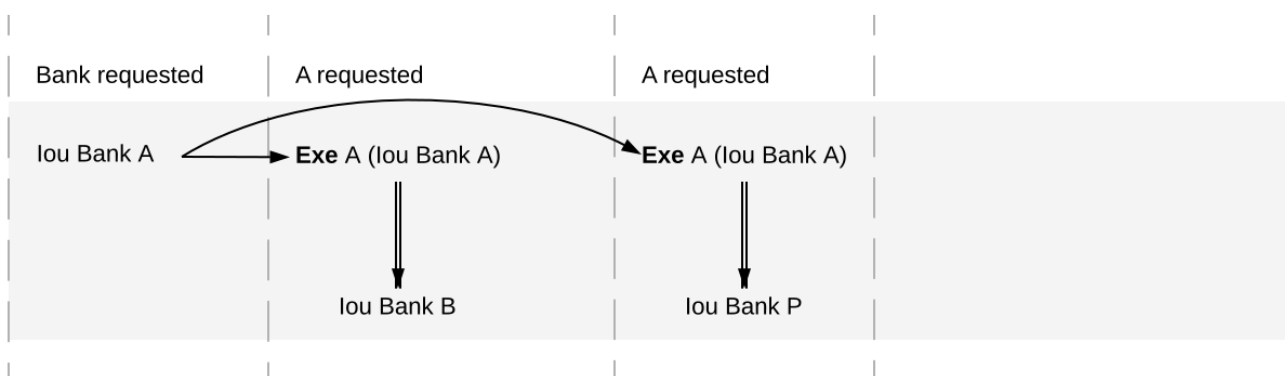 Bank requested
A requested
A requested
Iou Bank A
Exe A (Iou Bank A)
Exe A (Iou Bank A)
Iou Bank B
Iou Bank P